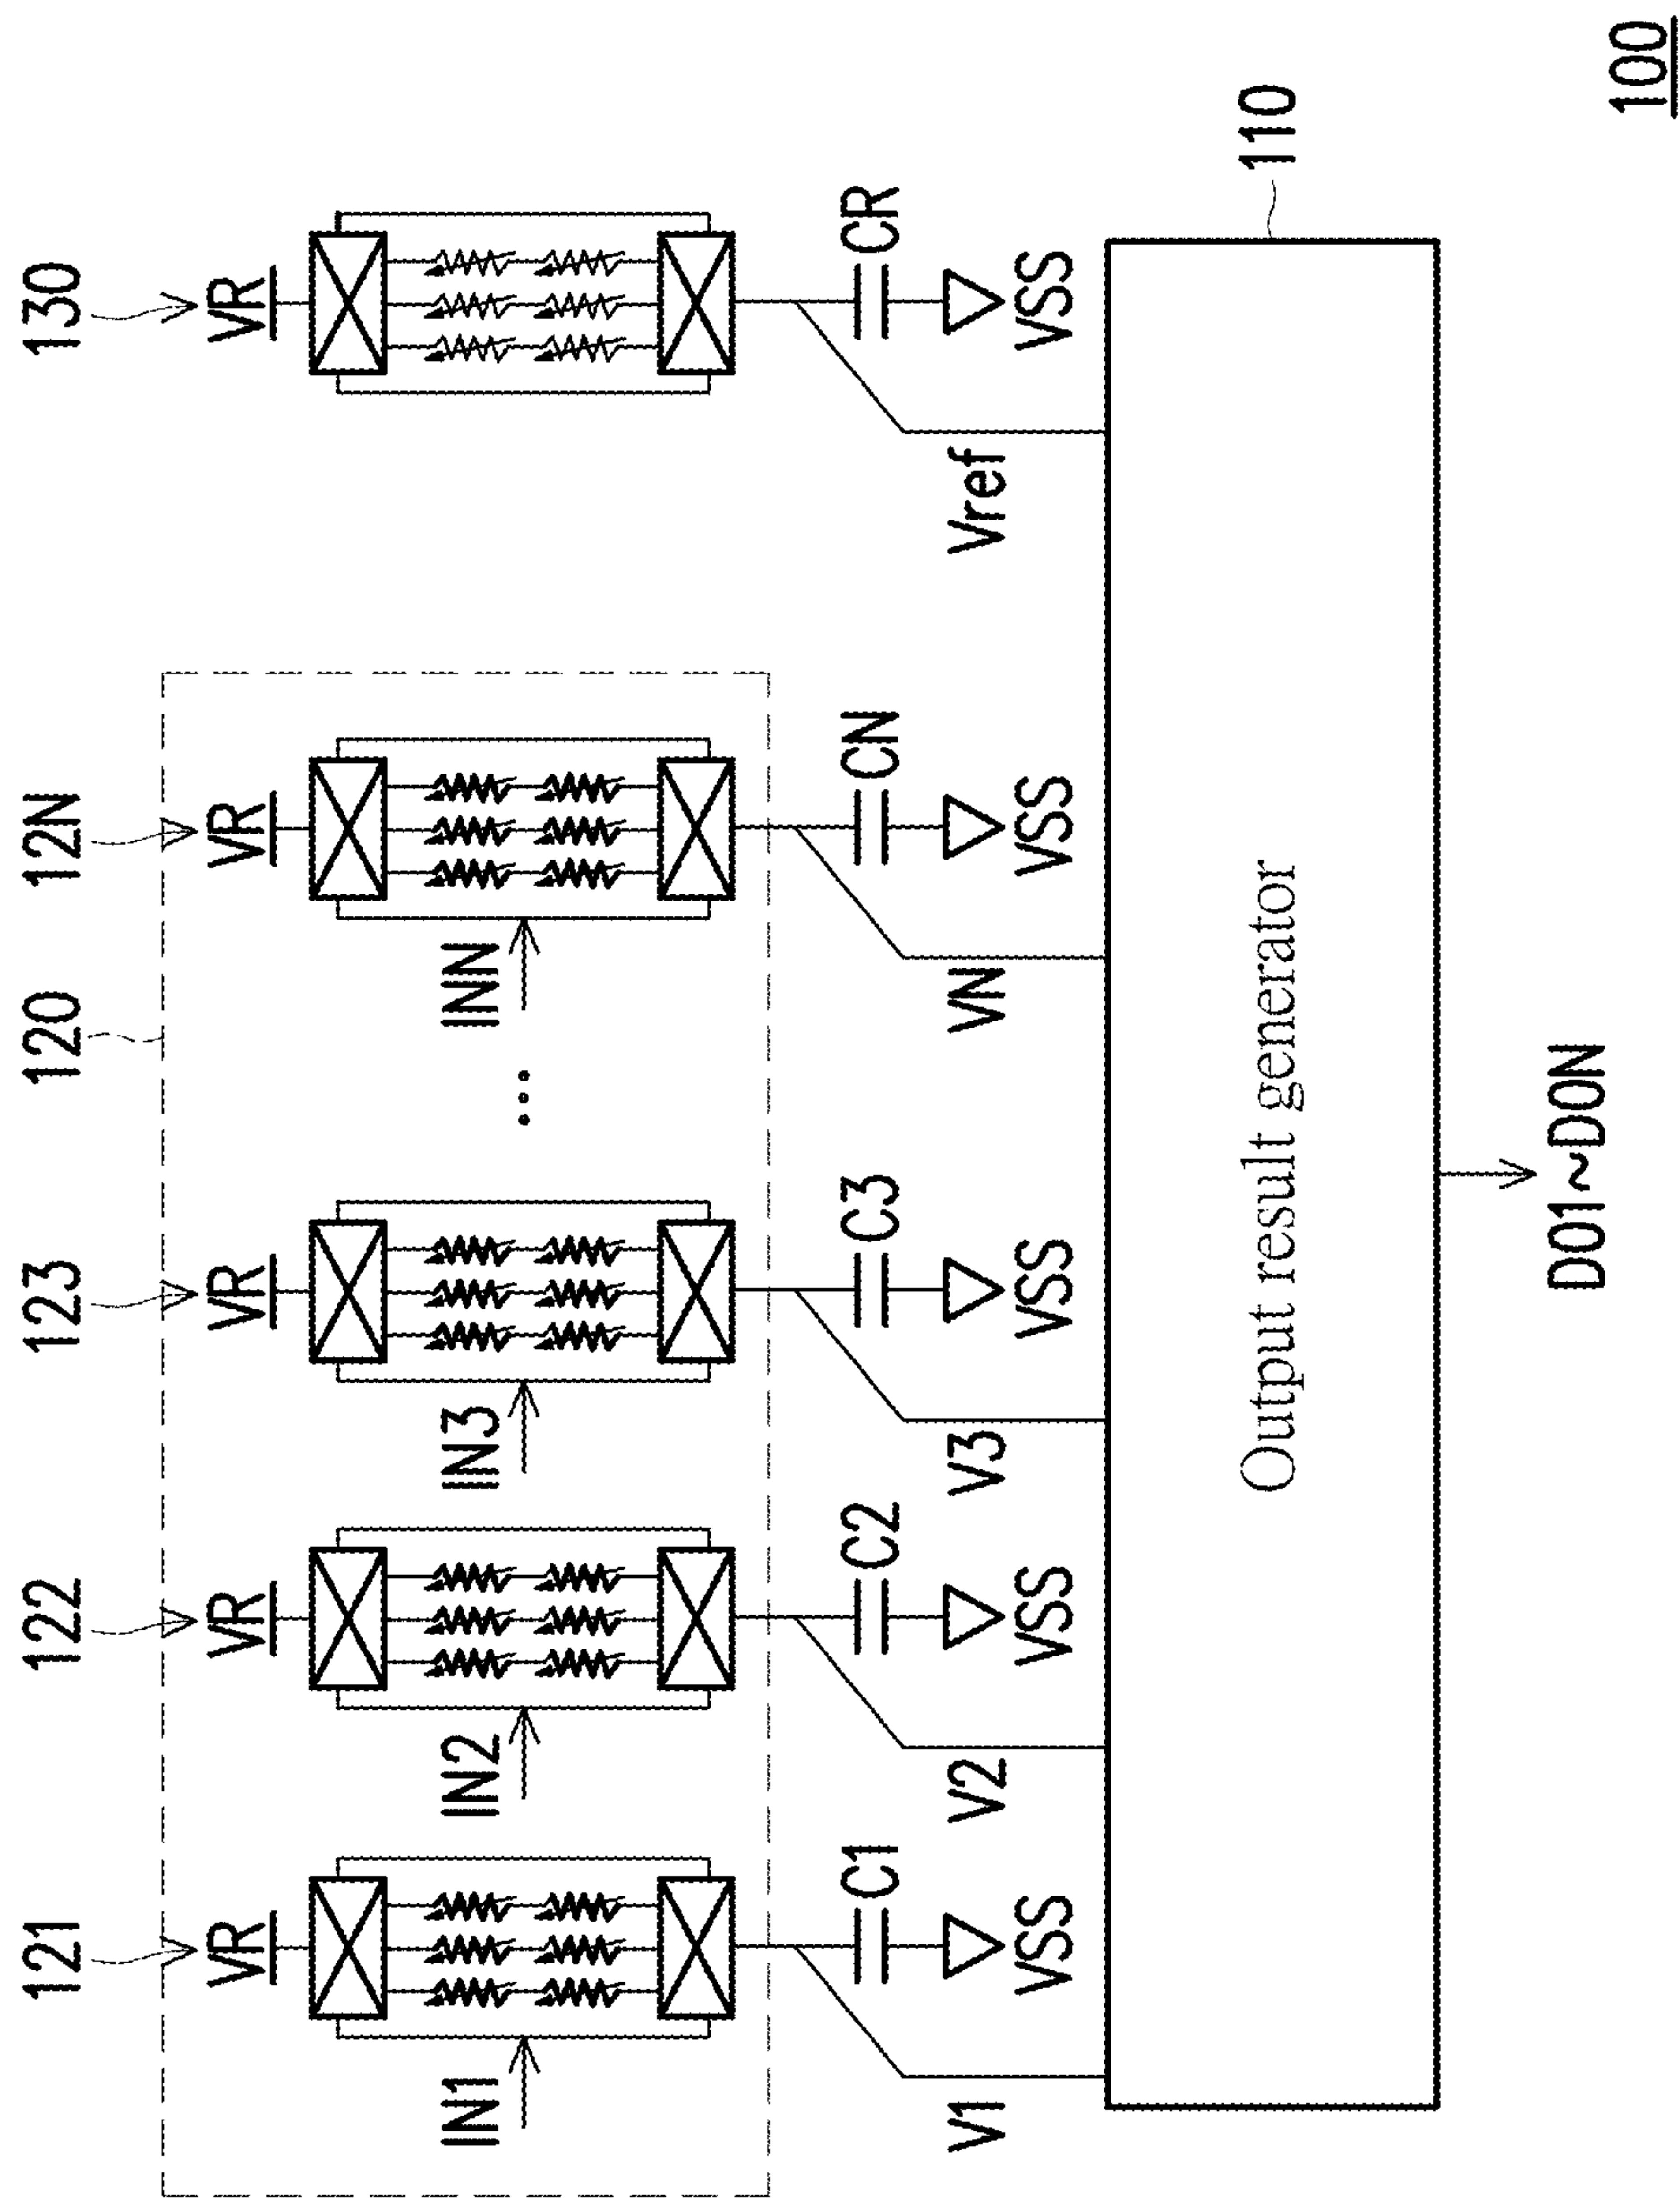 100
121 122 123 120 12N 130
VR VR VR VR VR
IN1 IN2 IN3 ... INN
C1 C2 C3 CN CR
V1 V2 V3 VN Vref
VSS VSS VSS VSS VSS
Output result generator
110
DO1~DON